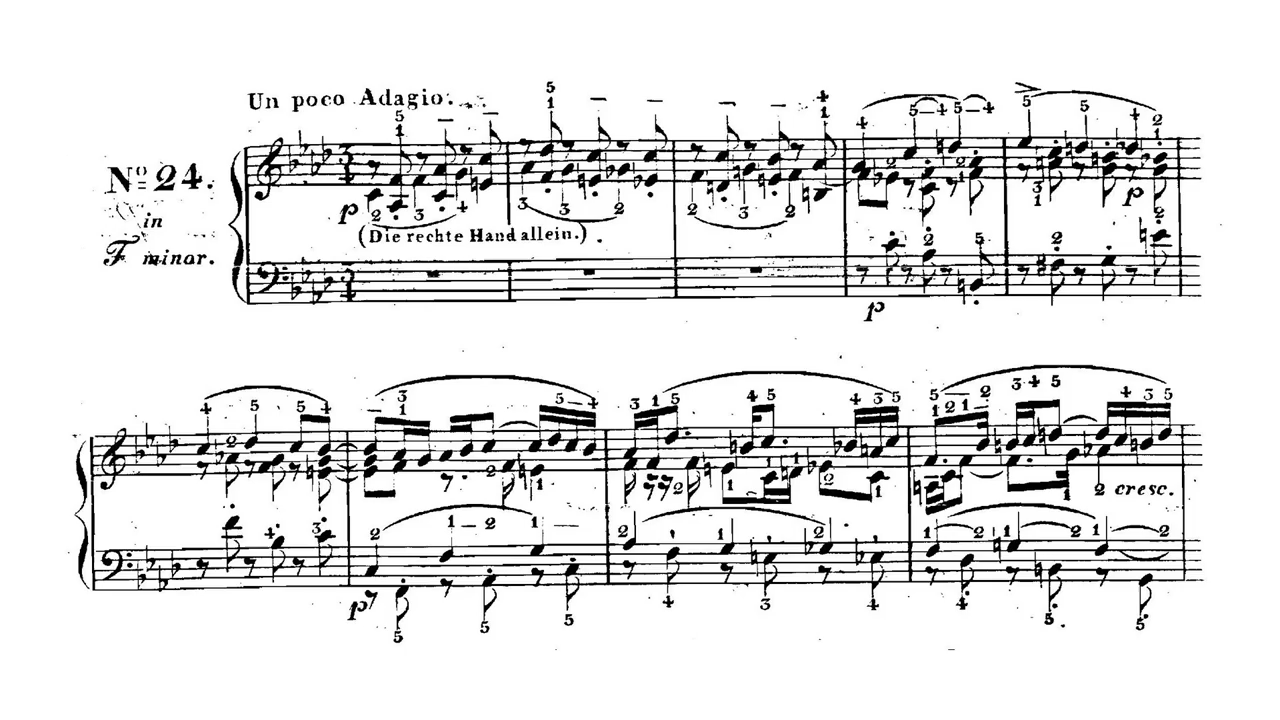 Un poco Adagio.
No 24.
in
F minor.
p
(Die rechte Hand allein.)
p
p
p
cresc.